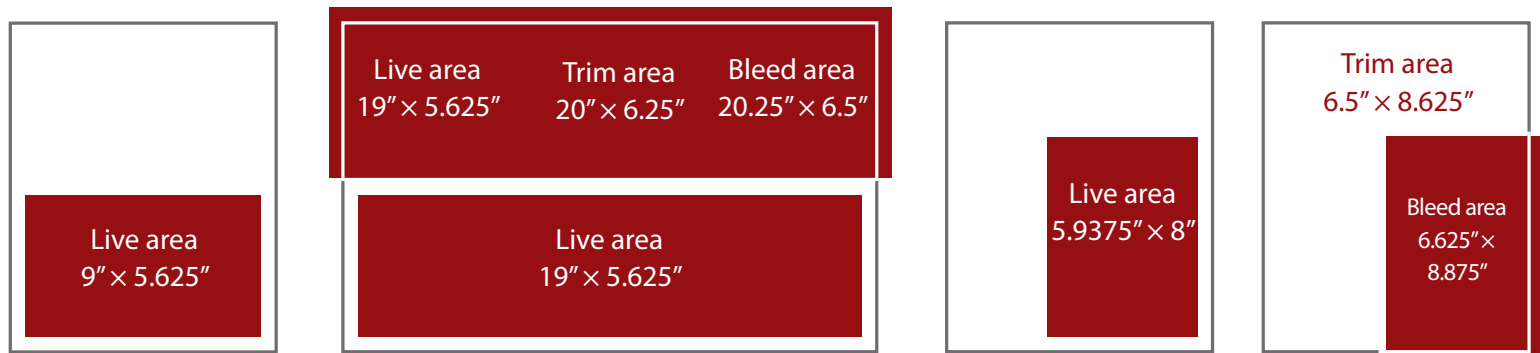 Live area
9” × 5.625”
Live area
19” × 5.625”
Trim area
20” × 6.25”
Bleed area
20.25” × 6.5”
Live area
19” × 5.625”
Live area
5.9375” × 8”
Trim area
6.5” × 8.625”
Bleed area
6.625” ×
8.875”